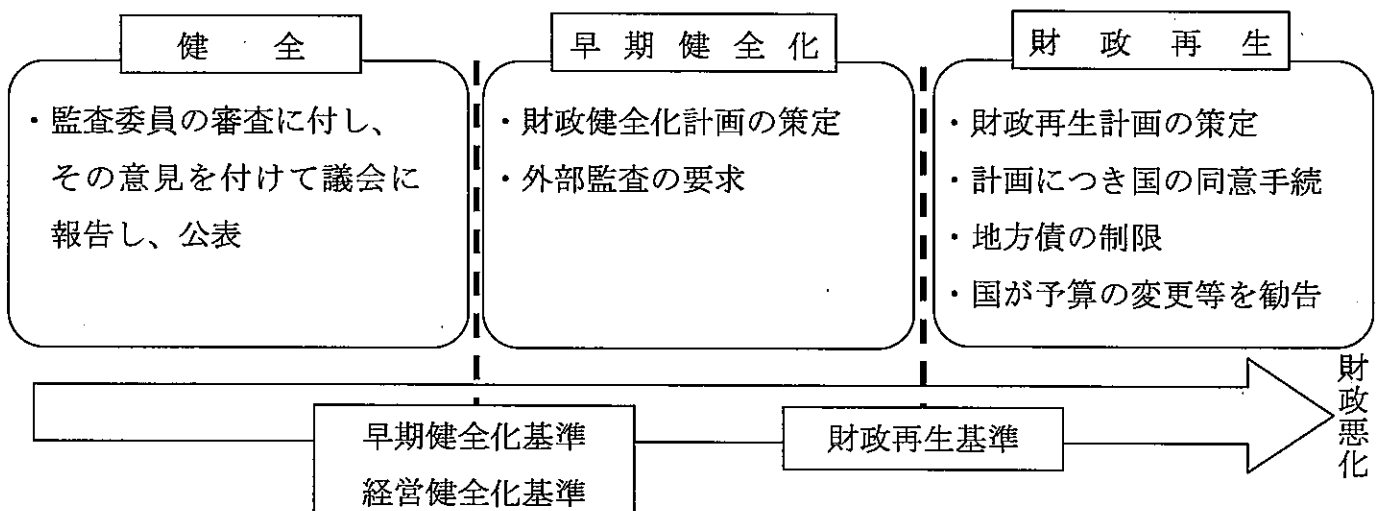 健全
・監査委員の審査に付し、
その意見を付けて議会に
報告し、公表
早期健全化
・財政健全化計画の策定
・外部監査の要求
財政再生
・財政再生計画の策定
・計画につき国の同意手続
・地方債の制限
・国が予算の変更等を勧告
早期健全化基準
経営健全化基準
財政再生基準
財政悪化